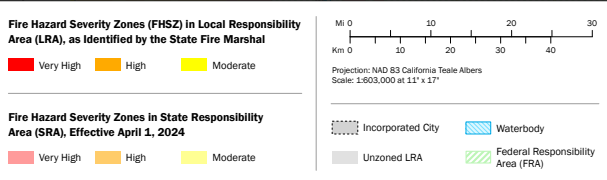 Fire Hazard Severity Zones (FHSZ) in Local Responsibility
Area (LRA), as Identified by the State Fire Marshal
Very High High Moderate
Fire Hazard Severity Zones in State Responsibility
Area (SRA), Effective April 1, 2024
Very High High Moderate
Mi 0 10 20 30
Km 0 10 20 30 40
Projection: NAD 83 California Teale Albers
Scale: 1:603,000 at 11" x 17"
Incorporated City Waterbody
Unzoned LRA Federal Responsibility
Area (FRA)